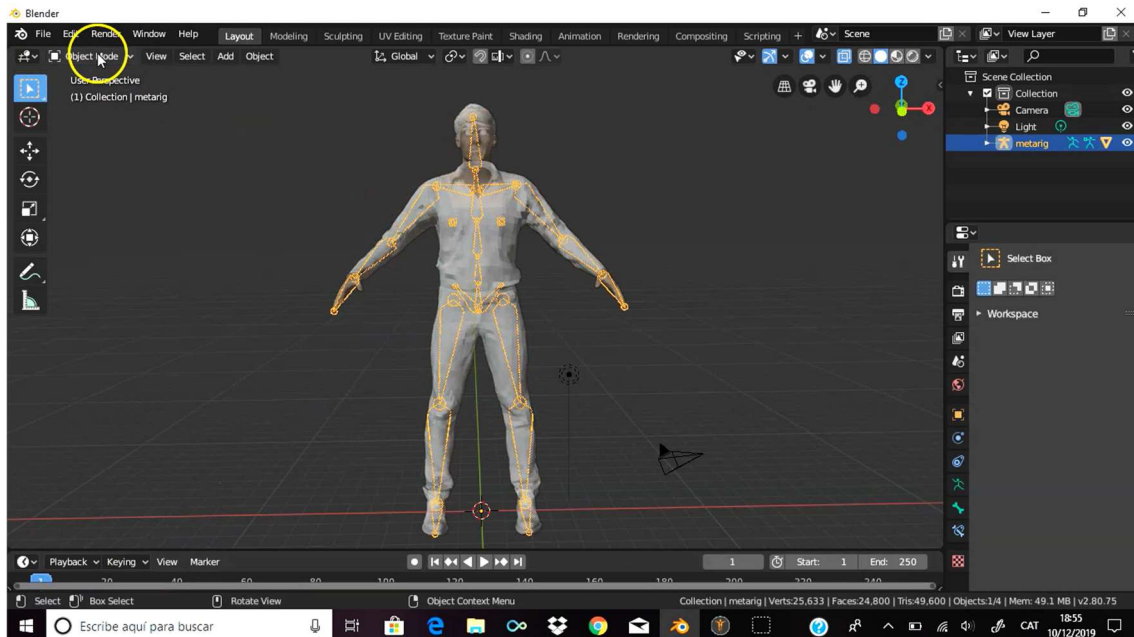 Blender
File Edit Render Window Help Layout Modeling Sculpting UV Editing Texture Paint Shading Animation Rendering Compositing Scripting + Scene View Layer
Object Mode View Select Add Object Global
User Perspective
(1) Collection | metarig
Scene Collection
Collection
Camera
Light
metarig
Z
X
Select Box
Workspace
Playback Keying View Marker 1 Start: 1 End: 250
1 20 40 60 80 100 120 140 160 180 200 220 240
Select Box Select Rotate View Object Context Menu Collection | metarig | Verts:25,633 | Faces:24,800 | Tris:49,600 | Objects:1/4 | Mem: 49.1 MB | v2.80.75
Escribe aquí para buscar CAT 18:55
10/12/2019